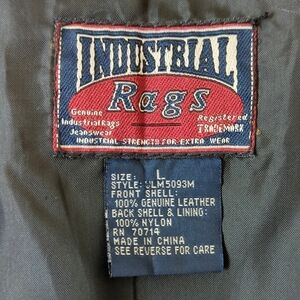 INDUSTRIAL
Rags
Genuine
IndustrialRags
Jeanswear
Registered
TRADEMARK
INDUSTRIAL STRENGTH FOR EXTRA WEAR
SIZE: L
STYLE: JLM5093M
FRONT SHELL:
100% GENUINE LEATHER
BACK SHELL & LINING:
100% NYLON
RN 70714
MADE IN CHINA
SEE REVERSE FOR CARE